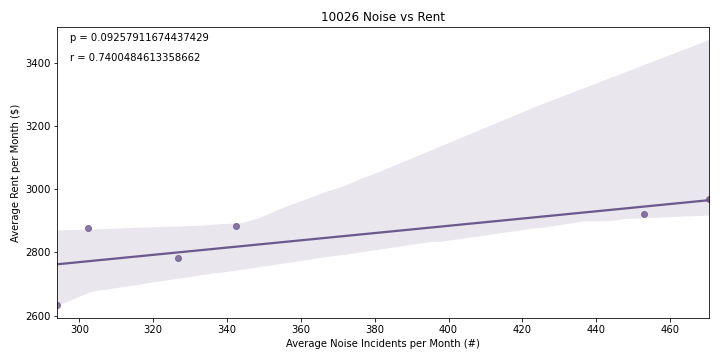 10026 Noise vs Rent
p = 0.09257911674437429
r = 0.7400484613358662
3400
3200
3000
2800
2600
Average Rent per Month ($)
300 320 340 360 380 400 420 440 460
Average Noise Incidents per Month (#)